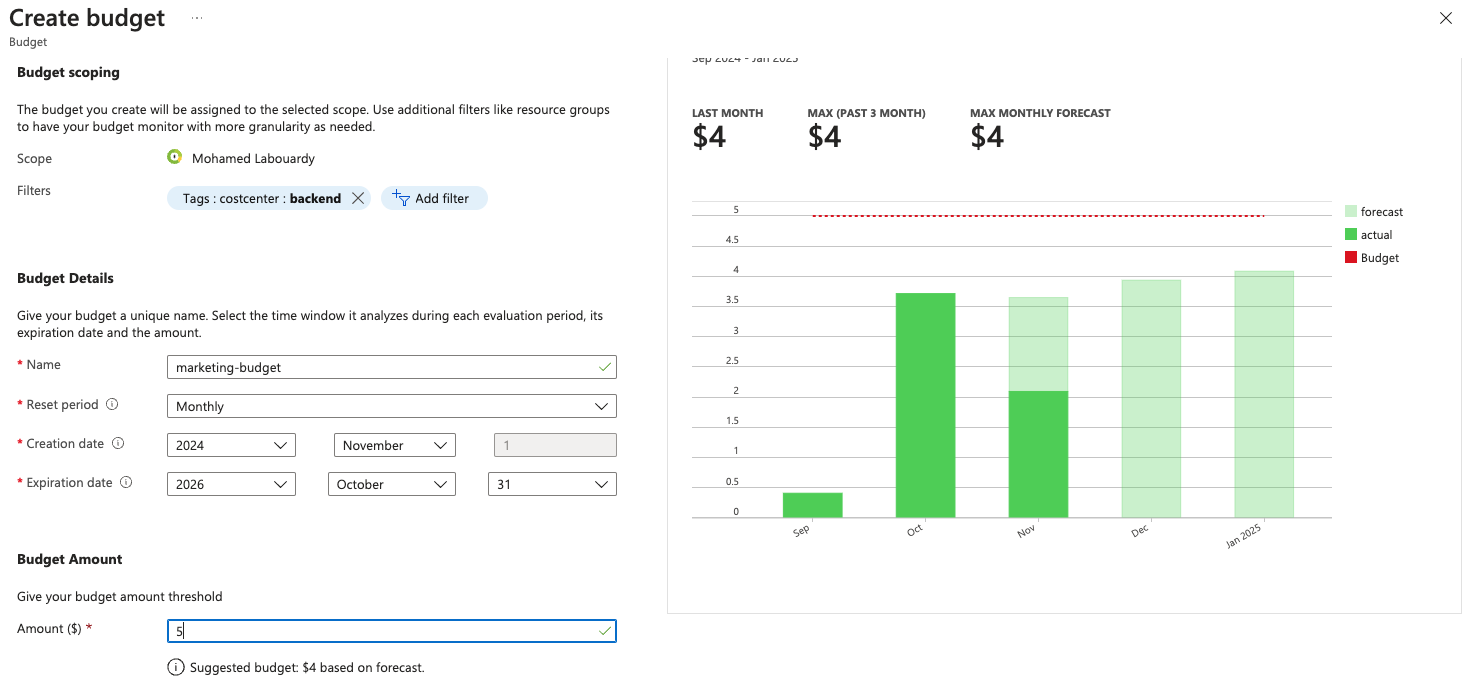 Create budget ...
Budget
Budget scoping
The budget you create will be assigned to the selected scope. Use additional filters like resource groups
to have your budget monitor with more granularity as needed.
Scope
Mohamed Labouardy
Filters
Tags : costcenter : backend
Add filter
Budget Details
Give your budget a unique name. Select the time window it analyzes during each evaluation period, its
expiration date and the amount.
* Name
marketing-budget
* Reset period
Monthly
* Creation date
2024
November
1
* Expiration date
2026
October
31
Budget Amount
Give your budget amount threshold
Amount ($) *
5
Suggested budget: $4 based on forecast.
Sep 2024 - Jan 2025
LAST MONTH
$4
MAX (PAST 3 MONTH)
$4
MAX MONTHLY FORECAST
$4
5
4.5
4
3.5
3
2.5
2
1.5
1
0.5
0
Sep
Oct
Nov
Dec
Jan 2025
forecast
actual
Budget